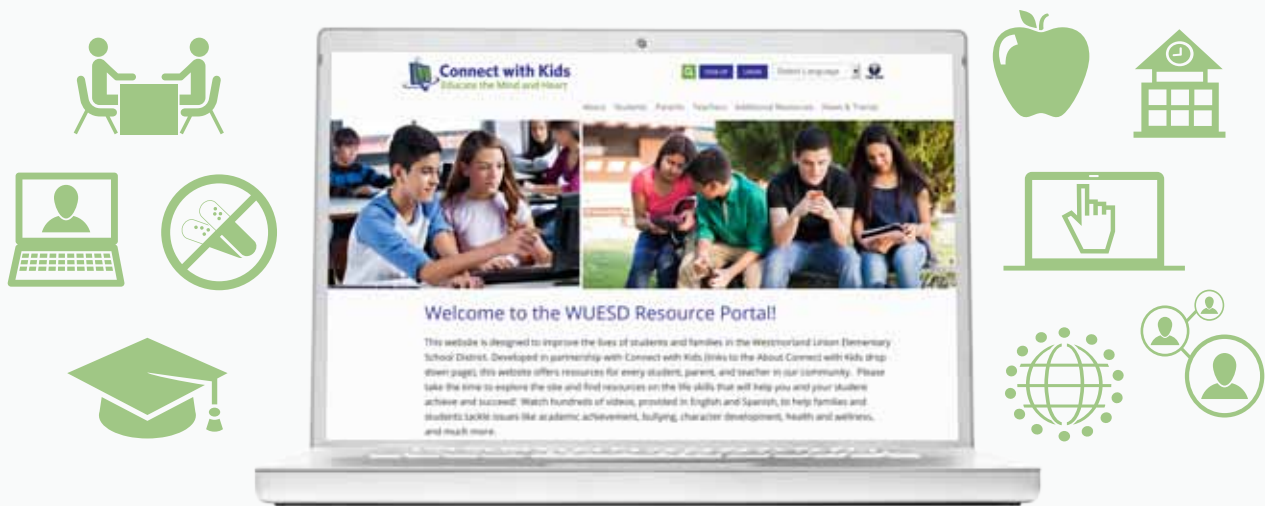 Connect with Kids
Educate the Mind and Heart
SIGN UP LOGIN Select Language
About Students Parents Teachers Additional Resources News & Trends
Welcome to the WUESD Resource Portal!
This website is designed to improve the lives of students and families in the Westmorland Union Elementary
School District. Developed in partnership with Connect with Kids (links to the About Connect with Kids drop
down page), this website offers resources for every student, parent, and teacher in our community. Please
take the time to explore the site and find resources on the life skills that will help you and your student
achieve and succeed! Watch hundreds of videos, provided in English and Spanish, to help families and
students tackle issues like academic achievement, bullying, character development, health and wellness,
and much more.